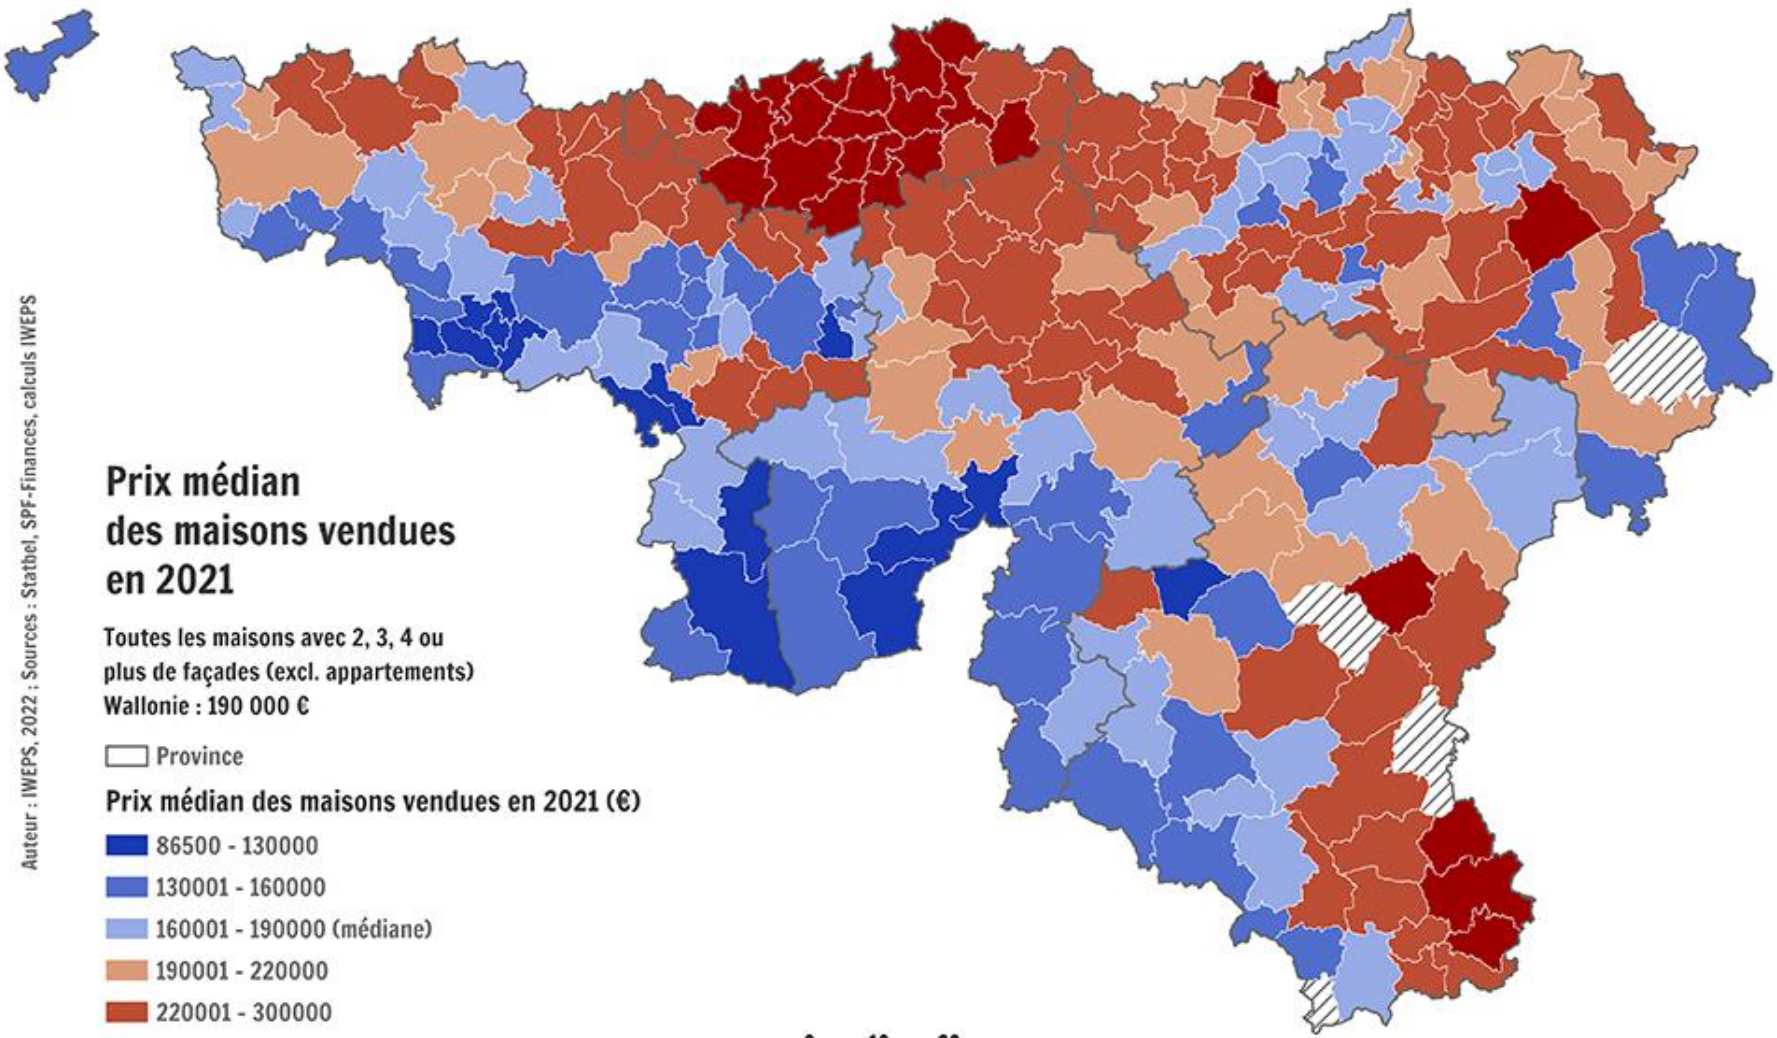 Auteur : IWEPS, 2022 ; Sources : Statbel, SPF-Finances, calculs IWEPS
Prix médian
des maisons vendues
en 2021
Toutes les maisons avec 2, 3, 4 ou
plus de façades (excl. appartements)
Wallonie : 190 000 €
Province
Prix médian des maisons vendues en 2021 (€)
86500 - 130000
130001 - 160000
160001 - 190000 (médiane)
190001 - 220000
220001 - 300000